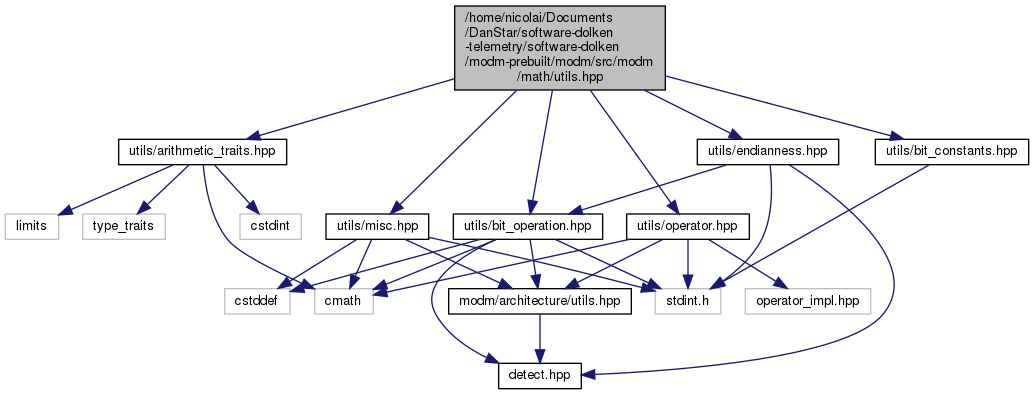 /home/nicolai/Documents
/DanStar/software-dolken
-telemetry/software-dolken
/modm-prebuilt/modm/src/modm
/math/utils.hpp
utils/arithmetic_traits.hpp
utils/endianness.hpp
utils/bit_constants.hpp
limits
type_traits
cstdint
utils/misc.hpp
utils/bit_operation.hpp
utils/operator.hpp
cstddef
cmath
modm/architecture/utils.hpp
stdint.h
operator_impl.hpp
detect.hpp